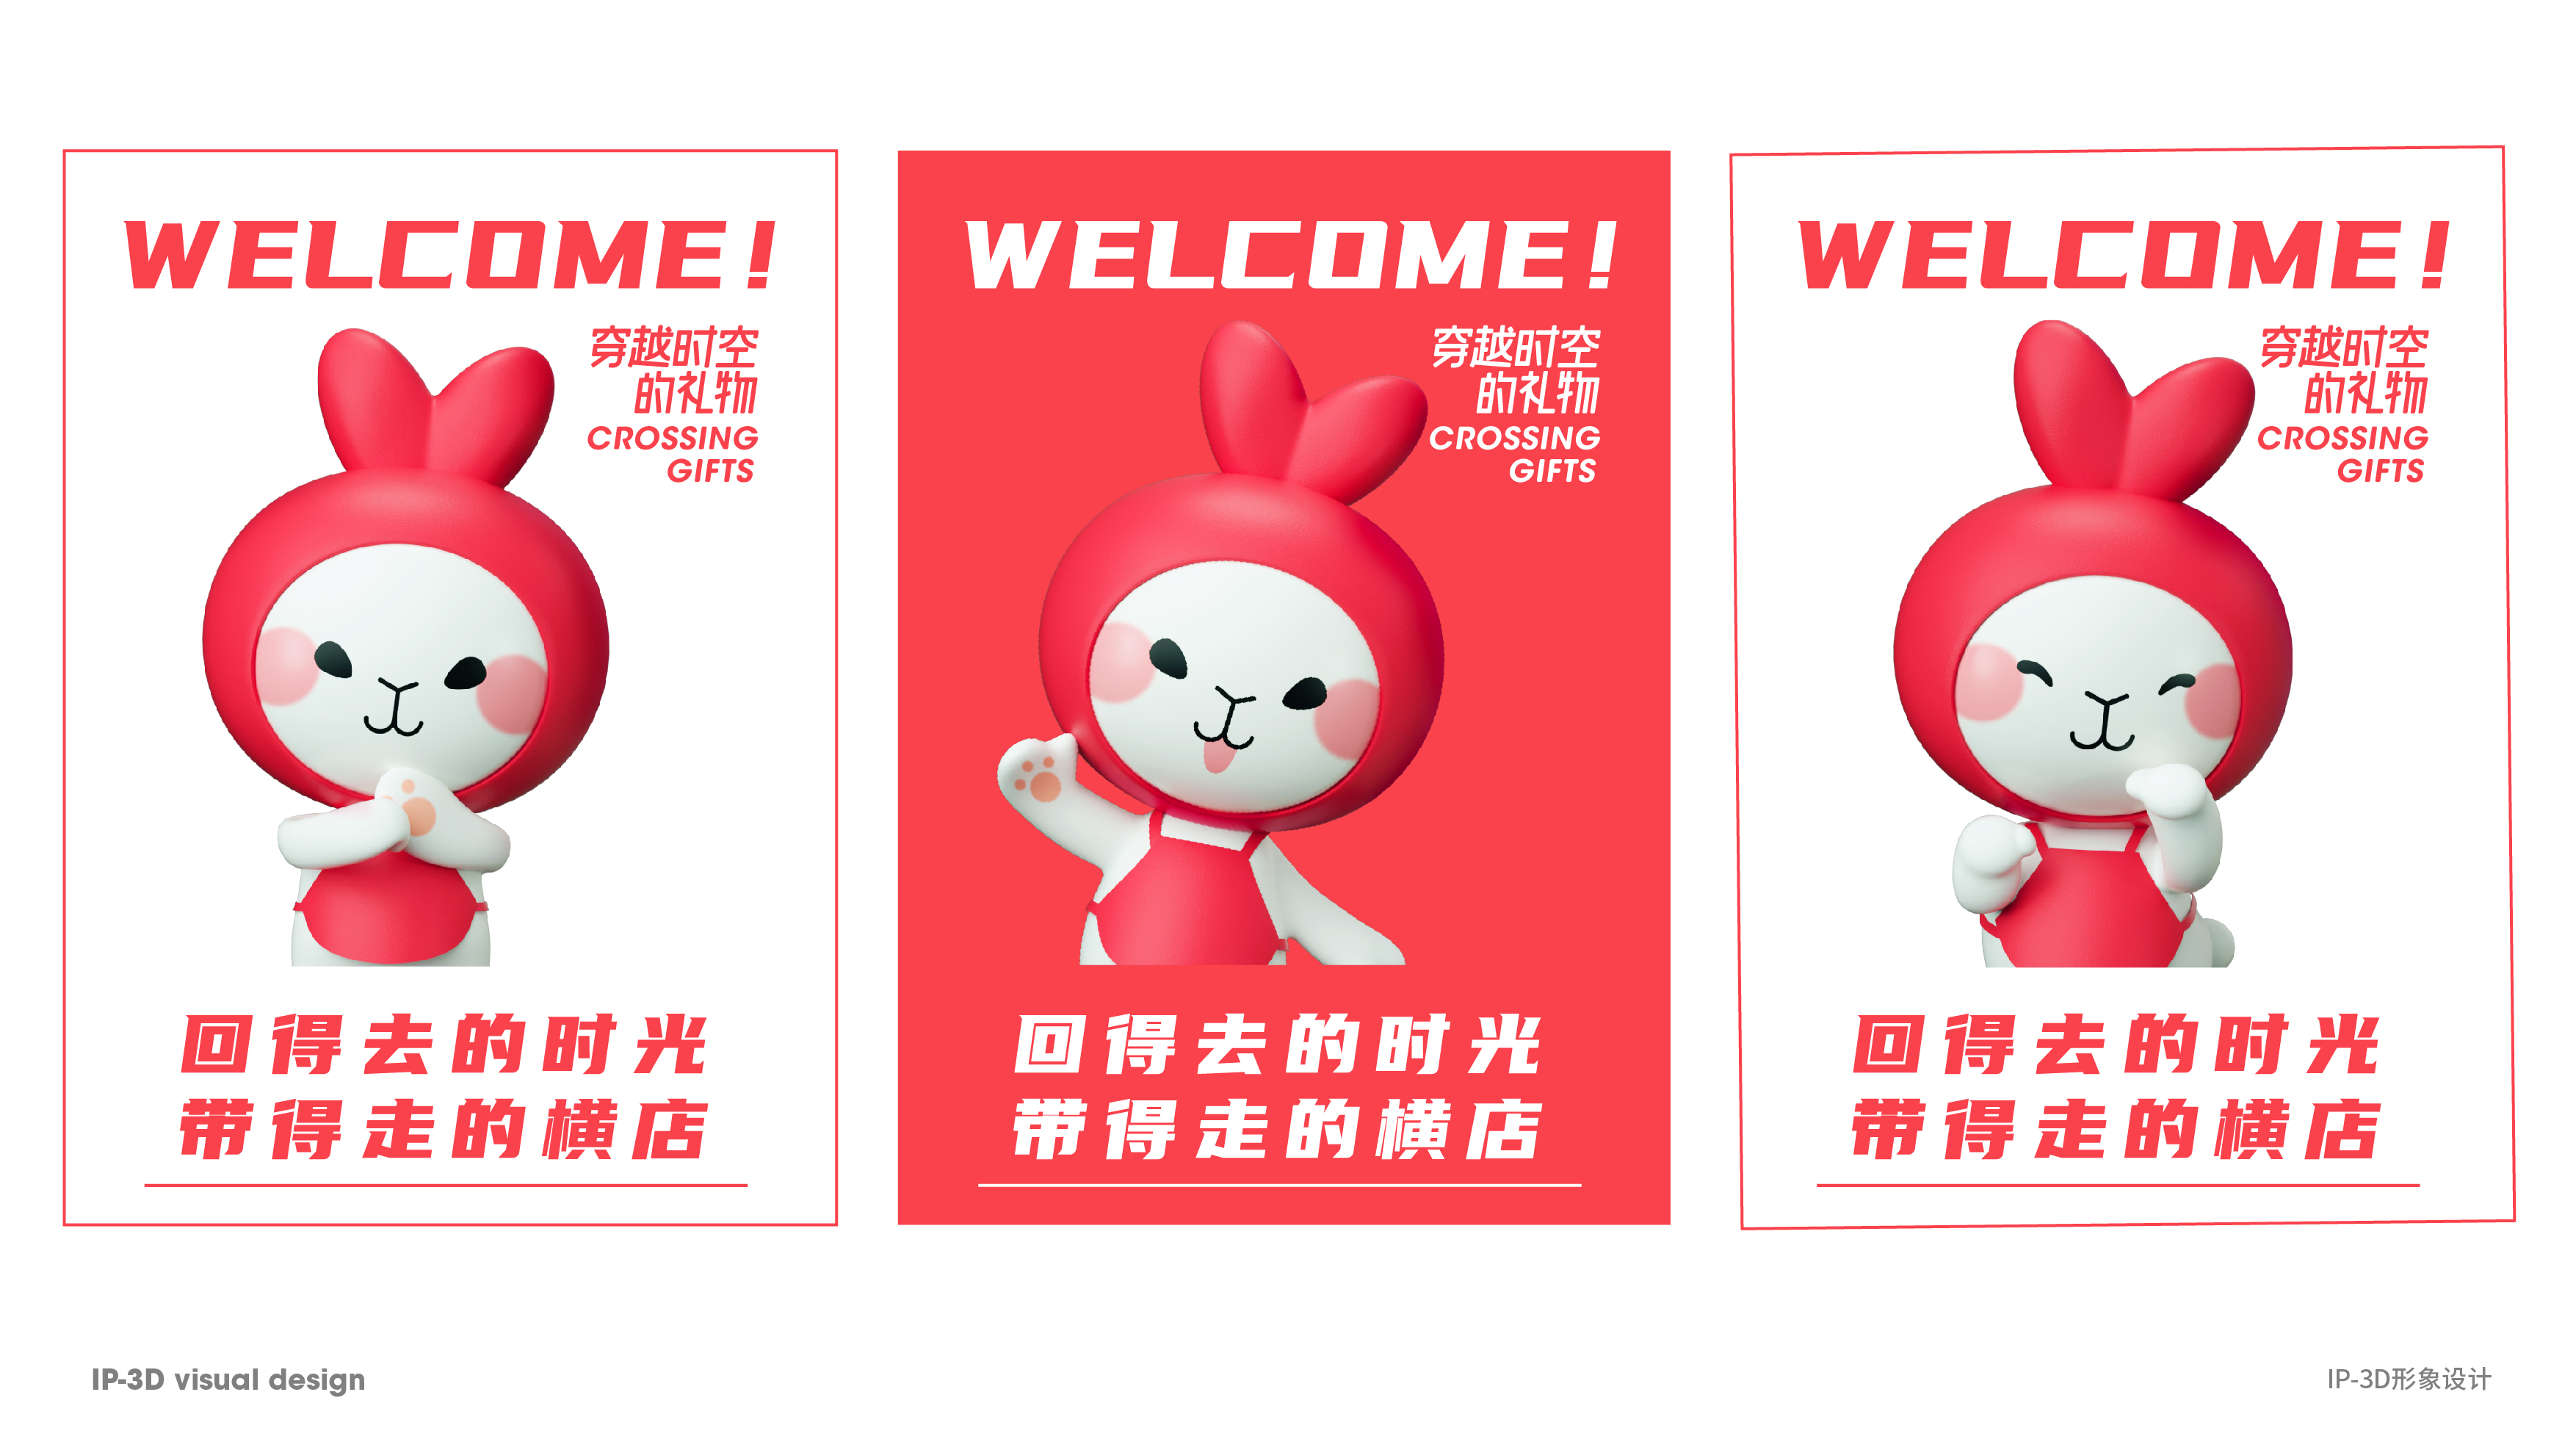 WELCOME!
穿越时空
的礼物
CROSSING
GIFTS
回得去的时光
带得走的横店
WELCOME!
穿越时空
的礼物
CROSSING
GIFTS
回得去的时光
带得走的横店
WELCOME!
穿越时空
的礼物
CROSSING
GIFTS
回得去的时光
带得走的横店
IP-3D visual design
IP-3D形象设计